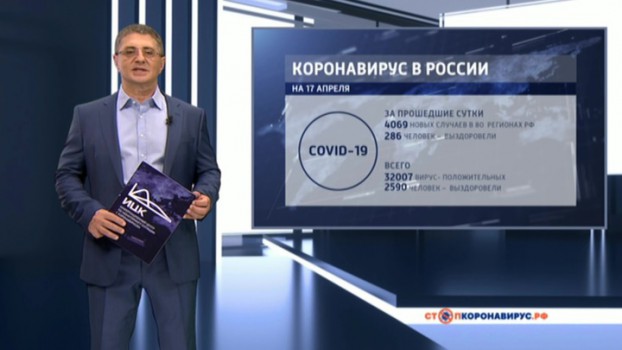 КОРОНАВИРУС В РОССИИ
НА 17 АПРЕЛЯ
ЗА ПРОШЕДШИЕ СУТКИ
4069 НОВЫХ СЛУЧАЕВ В 80 РЕГИОНАХ РФ
286 ЧЕЛОВЕК – ВЫЗДОРОВЕЛИ
COVID-19
ВСЕГО
32007 ВИРУС- ПОЛОЖИТЕЛЬНЫХ
2590 ЧЕЛОВЕК – ВЫЗДОРОВЕЛИ
ИЦК
СТОПКОРОНАВИРУС.РФ